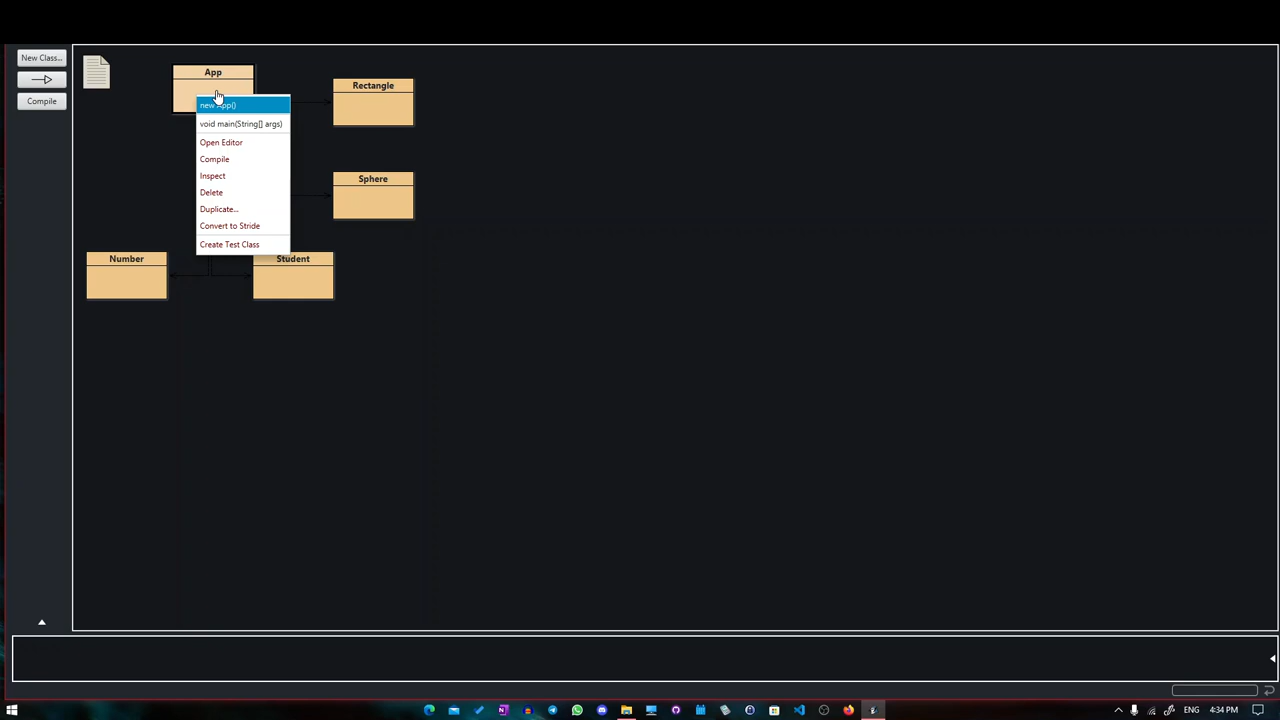 New Class...
Compile
App
Rectangle
new App()
void main(String[] args)
Open Editor
Compile
Inspect
Delete
Duplicate...
Convert to Stride
Create Test Class
Sphere
Number
Student
ENG
4:34 PM